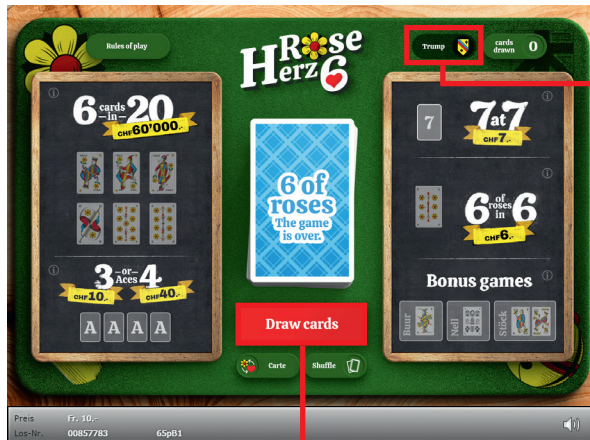 Rules of play
Rose
Herz 6
Trump
cards
drawn
0
6 cards
in 20
CHF 60'000.-
3 or 4
Aces
CHF 10.-
CHF 40.-
A A A A
6 of
roses
The game
is over.
Draw cards
Carte
Shuffle
7
7 at 7
CHF 7.-
6 of
roses
in 6
CHF 6.-
Bonus games
Buur
Nell
Stöck
Preis Fr. 10.-
Los-Nr. 00857783 65pB1